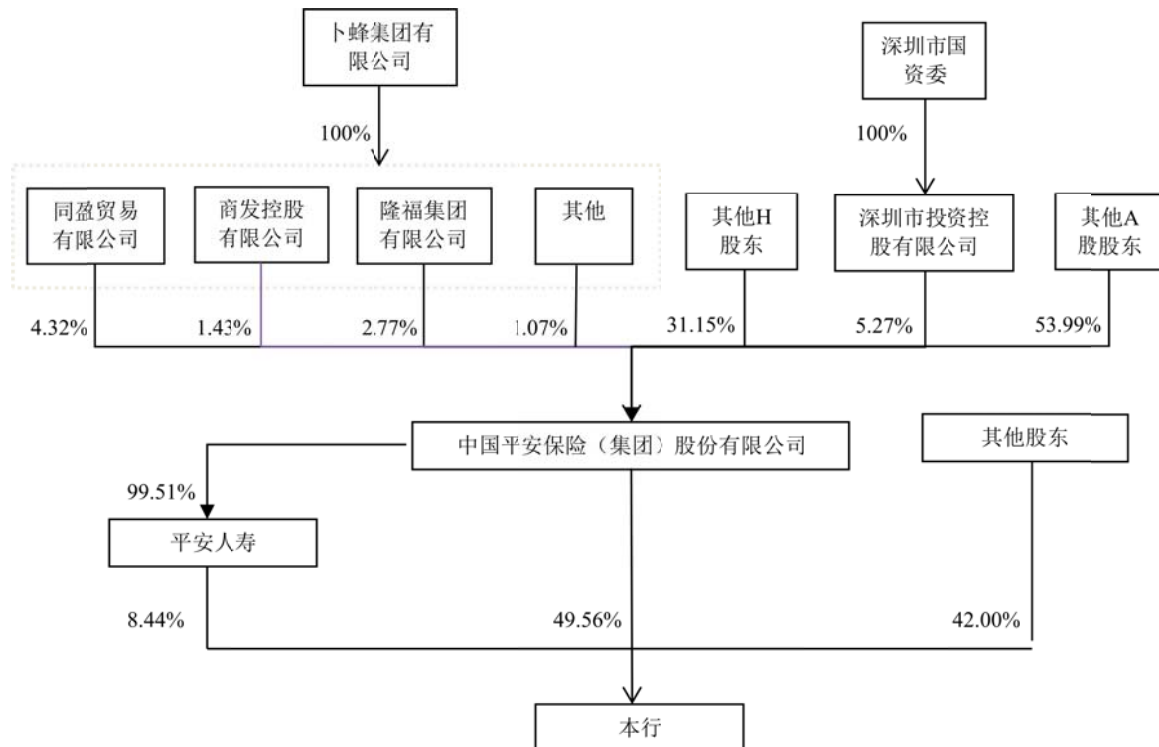 卜蜂集团有
限公司
深圳市国
资委
100%
100%
同盈贸易
有限公司
商发控股
有限公司
隆福集团
有限公司
其他
其他H
股东
深圳市投资控
股有限公司
其他A
股股东
4.32%
1.43%
2.77%
1.07%
31.15%
5.27%
53.99%
中国平安保险（集团）股份有限公司
其他股东
99.51%
平安人寿
8.44%
49.56%
42.00%
本行